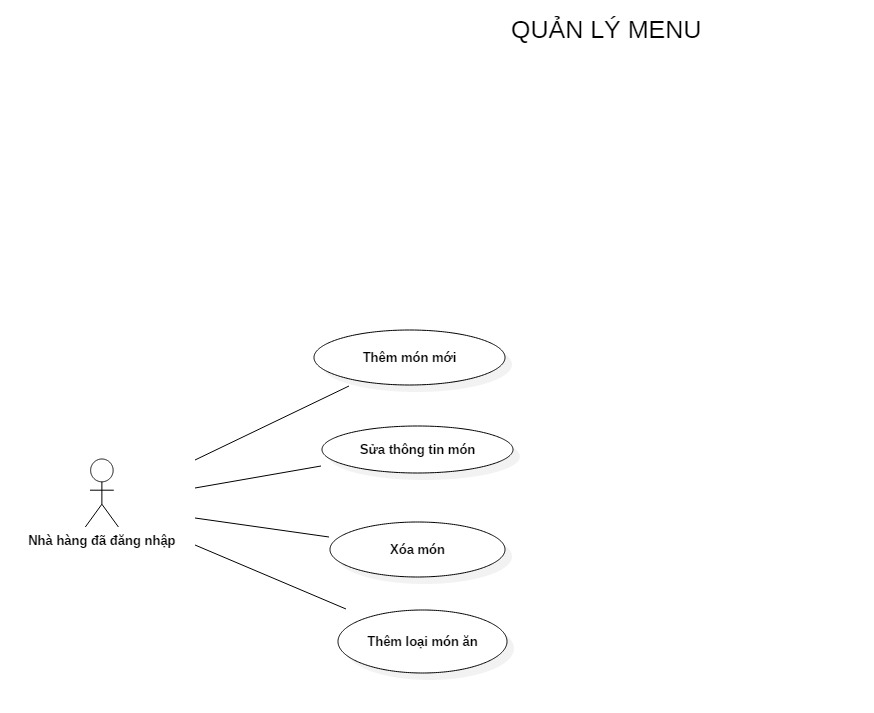 QUẢN LÝ MENU
Thêm món mới
Sửa thông tin món
Nhà hàng đã đăng nhập
Xóa món
Thêm loại món ăn